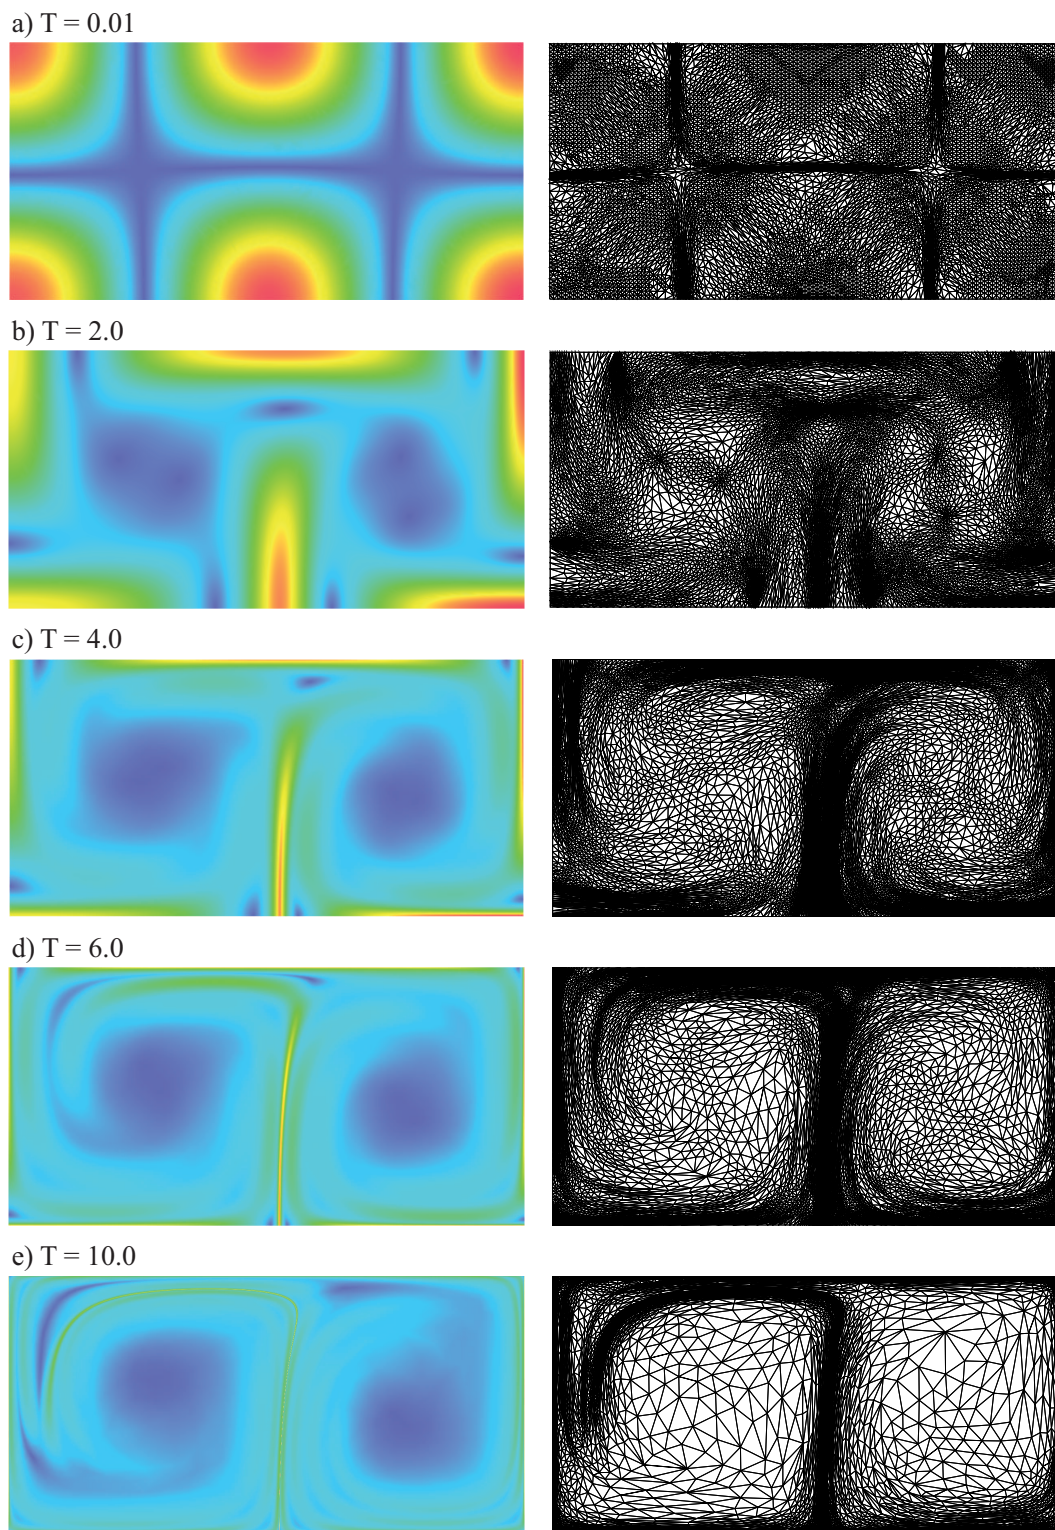 a) T = 0.01
b) T = 2.0
c) T = 4.0
d) T = 6.0
e) T = 10.0